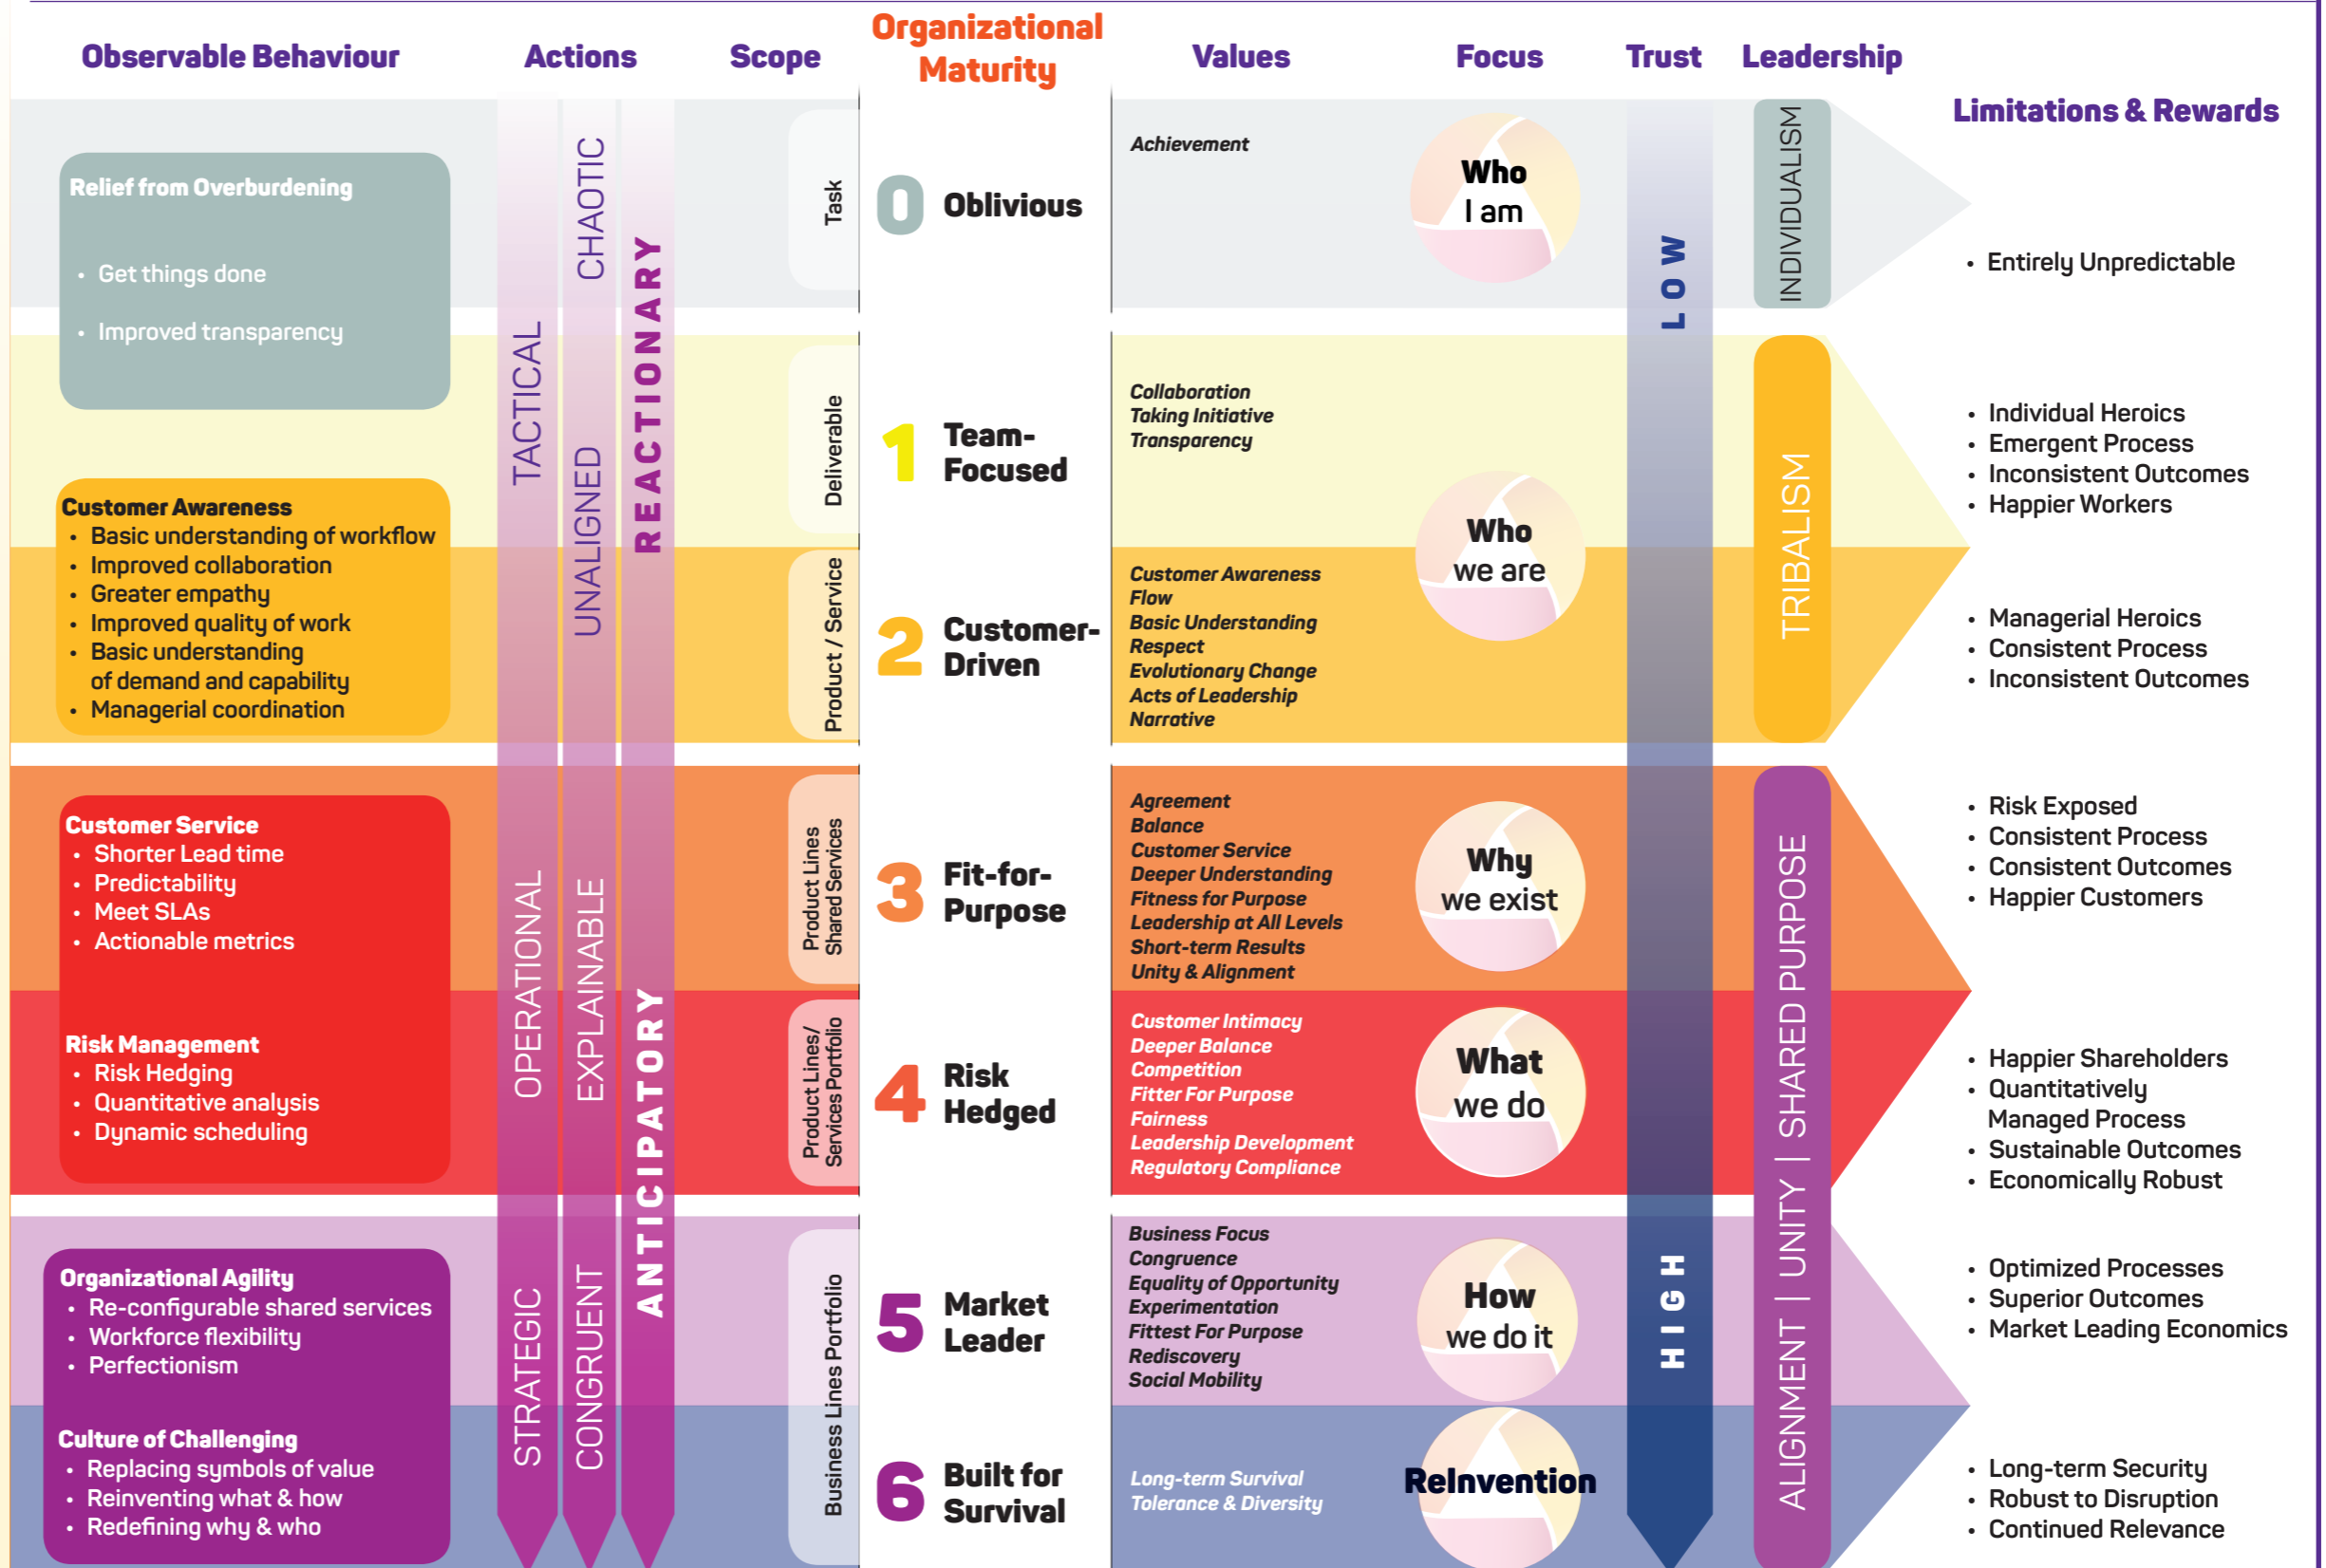 Observable Behaviour
Actions
Scope
Organizational
Maturity
Values
Focus
Trust
Leadership
Limitations & Rewards
Relief from Overburdening
• Get things done
• Improved transparency
Customer Awareness
• Basic understanding of workflow
• Improved collaboration
• Greater empathy
• Improved quality of work
• Basic understanding
of demand and capability
• Managerial coordination
Customer Service
• Shorter Lead time
• Predictability
• Meet SLAs
• Actionable metrics
Risk Management
• Risk Hedging
• Quantitative analysis
• Dynamic scheduling
Organizational Agility
• Re-configurable shared services
• Workforce flexibility
• Perfectionism
Culture of Challenging
• Replacing symbols of value
• Reinventing what & how
• Redefining why & who
TACTICAL
OPERATIONAL
STRATEGIC
CHAOTIC
UNALIGNED
EXPLAINABLE
CONGRUENT
REACTIONARY
ANTICIPATORY
Task
Deliverable
Product / Service
Product Lines
Shared Services
Product Lines/
Services Portfolio
Business Lines Portfolio
0 Oblivious
1 Team-
Focused
2 Customer-
Driven
3 Fit-for-
Purpose
4 Risk
Hedged
5 Market
Leader
6 Built for
Survival
Achievement
Collaboration
Taking Initiative
Transparency
Customer Awareness
Flow
Basic Understanding
Respect
Evolutionary Change
Acts of Leadership
Narrative
Agreement
Balance
Customer Service
Deeper Understanding
Fitness for Purpose
Leadership at All Levels
Short-term Results
Unity & Alignment
Customer Intimacy
Deeper Balance
Competition
Fitter For Purpose
Fairness
Leadership Development
Regulatory Compliance
Business Focus
Congruence
Equality of Opportunity
Experimentation
Fittest For Purpose
Rediscovery
Social Mobility
Long-term Survival
Tolerance & Diversity
Who
I am
Who
we are
Why
we exist
What
we do
How
we do it
ReInvention
LOW
HIGH
INDIVIDUALISM
TRIBALISM
ALIGNMENT | UNITY | SHARED PURPOSE
• Entirely Unpredictable
• Individual Heroics
• Emergent Process
• Inconsistent Outcomes
• Happier Workers
• Managerial Heroics
• Consistent Process
• Inconsistent Outcomes
• Risk Exposed
• Consistent Process
• Consistent Outcomes
• Happier Customers
• Happier Shareholders
• Quantitatively
Managed Process
• Sustainable Outcomes
• Economically Robust
• Optimized Processes
• Superior Outcomes
• Market Leading Economics
• Long-term Security
• Robust to Disruption
• Continued Relevance